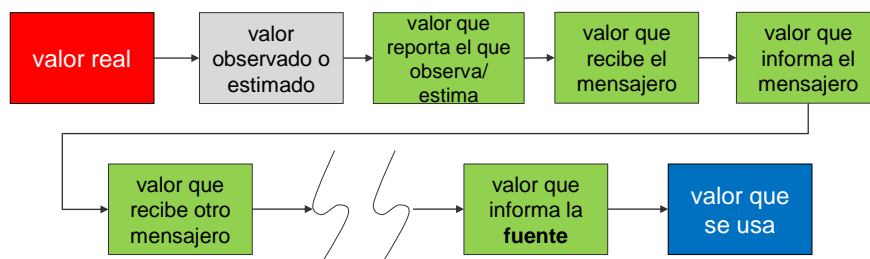 valor real
valor
observado o
estimado
valor que
reporta el que
observa/
estima
valor que
recibe el
mensajero
valor que
informa el
mensajero
valor que
recibe otro
mensajero
valor que
informa la
fuente
valor que
se usa